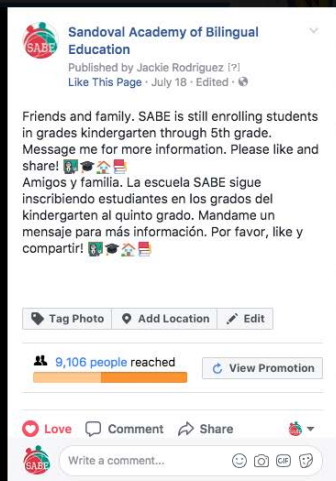 Sandoval Academy of Bilingual
Education
Published by Jackie Rodriguez [?]
Like This Page · July 18 · Edited ·
Friends and family. SABE is still enrolling students
in grades kindergarten through 5th grade.
Message me for more information. Please like and
share!
Amigos y familia. La escuela SABE sigue
inscribiendo estudiantes en los grados del
kindergarten al quinto grado. Mandame un
mensaje para más información. Por favor, like y
compartir!
Tag Photo Add Location Edit
9,106 people reached
View Promotion
Love Comment Share
SABE
Write a comment...
GIF